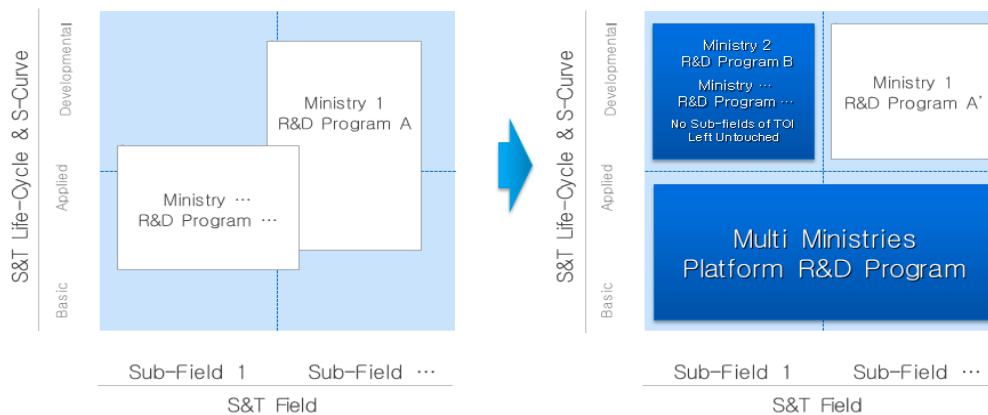 S&T Life-Cycle & S-Curve
Developmental
Applied
Basic
Ministry 1
R&D Program A
Ministry ⋯
R&D Program ⋯
Sub-Field 1
Sub-Field ⋯
S&T Field
S&T Life-Cycle & S-Curve
Developmental
Applied
Basic
Ministry 2
R&D Program B
Ministry ⋯
R&D Program ⋯
No Sub-fields of TOI
Left Untouched
Ministry 1
R&D Program A'
Multi Ministries
Platform R&D Program
Sub-Field 1
Sub-Field ⋯
S&T Field